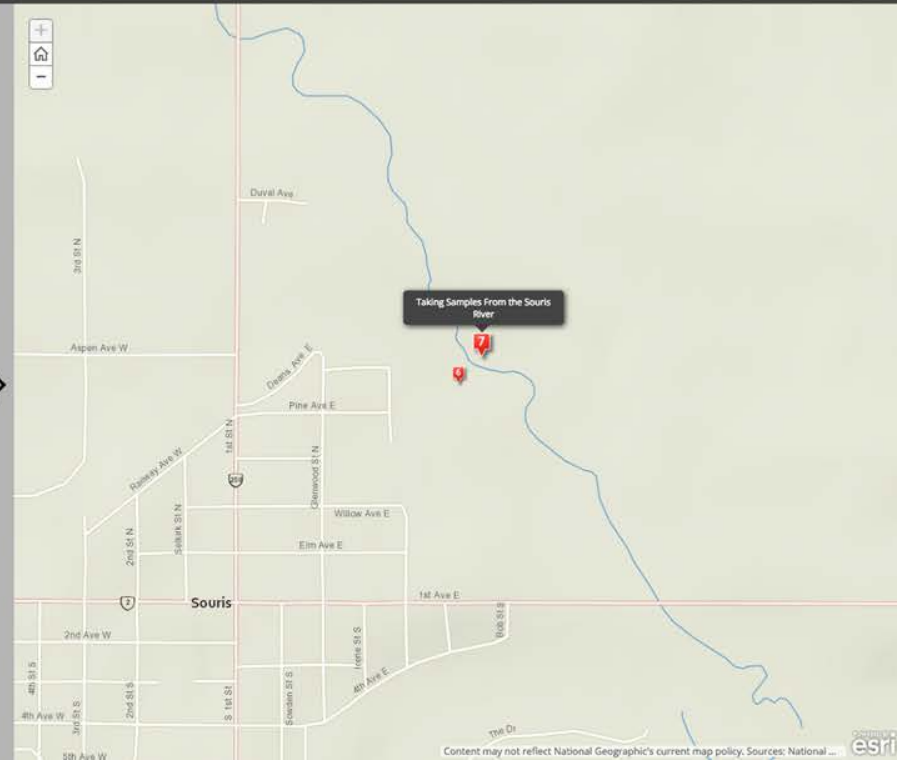 +
−
Duval Ave
3rd St N
Taking Samples From the Souris
River
7
6
Aspen Ave W
Deans Ave E
Pine Ave E
1st St N
Railway Ave W
Glenwood St N
Selkirk St N
2nd St N
Willow Ave E
Elm Ave E
2
Souris
1st Ave E
Bob St S
2nd Ave W
Irene St S
4th St S
2nd St S
S 1st St
Sowden St S
4th Ave E
4th Ave W
3rd St S
The Dr
5th Ave W
Content may not reflect National Geographic's current map policy. Sources: National ...
esri